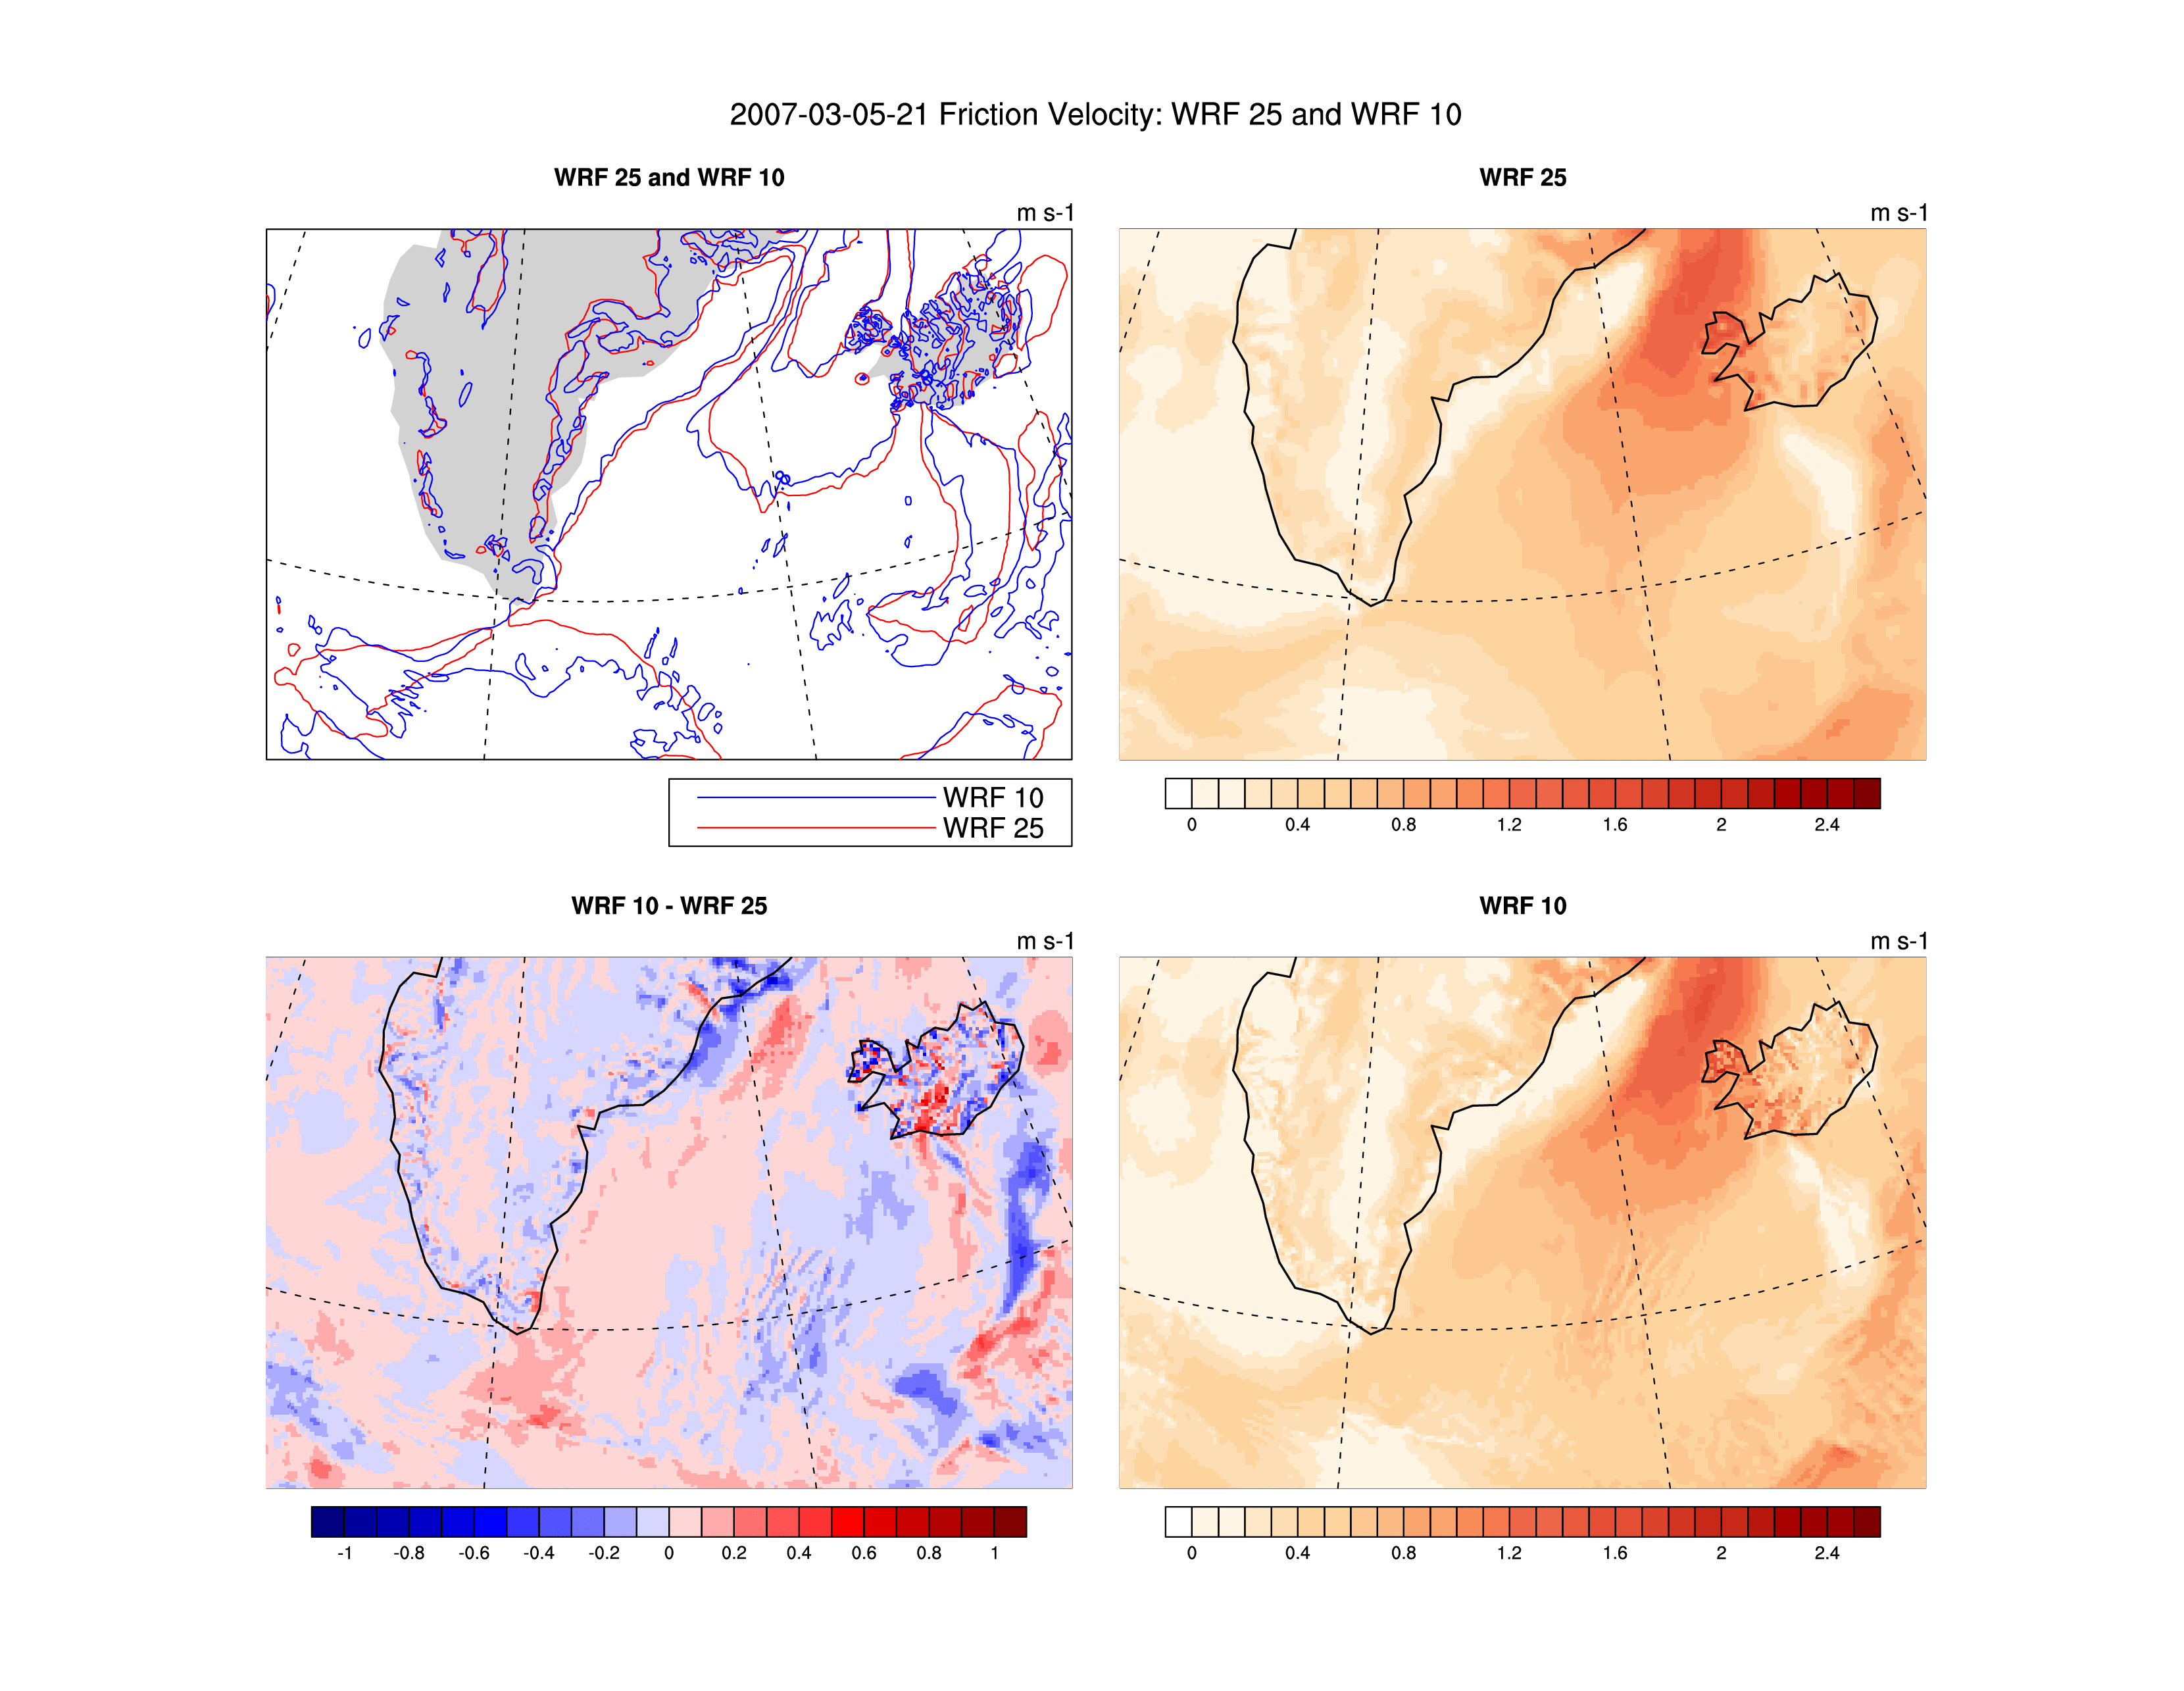 2007-03-05-21 Friction Velocity: WRF 25 and WRF 10
WRF 25 and WRF 10
m s-1
WRF 10
WRF 25
WRF 25
m s-1
0 0.4 0.8 1.2 1.6 2 2.4
WRF 10 - WRF 25
m s-1
-1 -0.8 -0.6 -0.4 -0.2 0 0.2 0.4 0.6 0.8 1
WRF 10
m s-1
0 0.4 0.8 1.2 1.6 2 2.4